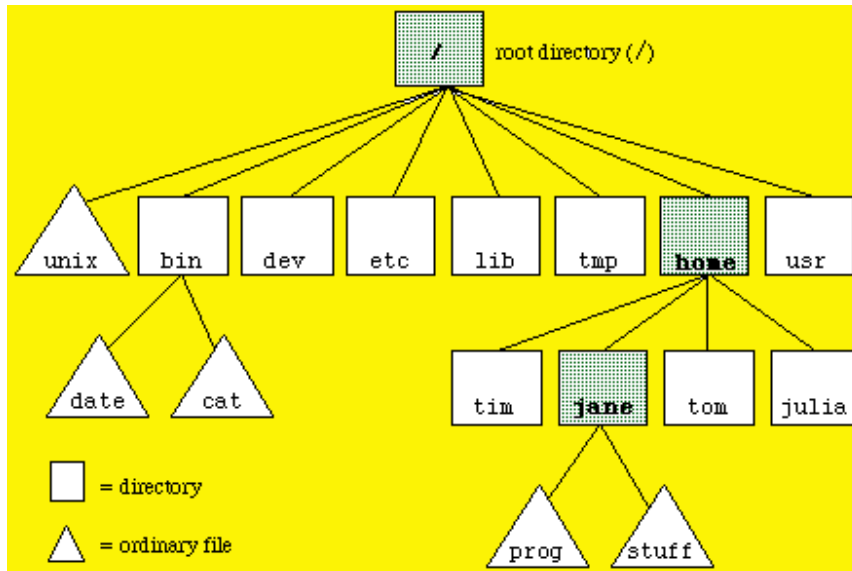 / root directory (/)
unix bin dev etc lib tmp home usr
date cat tim jane tom julia
= directory
= ordinary file
prog stuff